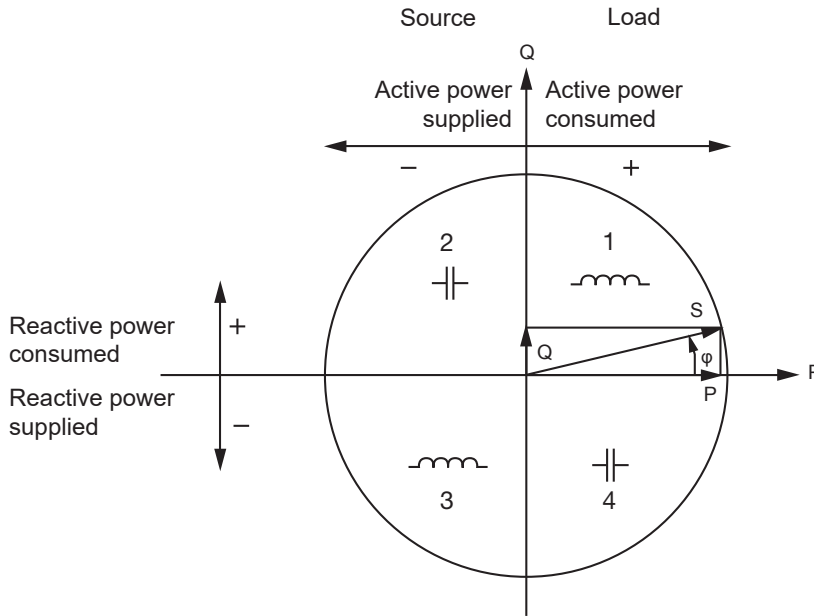 Source
Load
Q
Active power
supplied
Active power
consumed
−
+
2
1
S
Reactive power
consumed
+
Q
φ
P
P
Reactive power
supplied
−
3
4